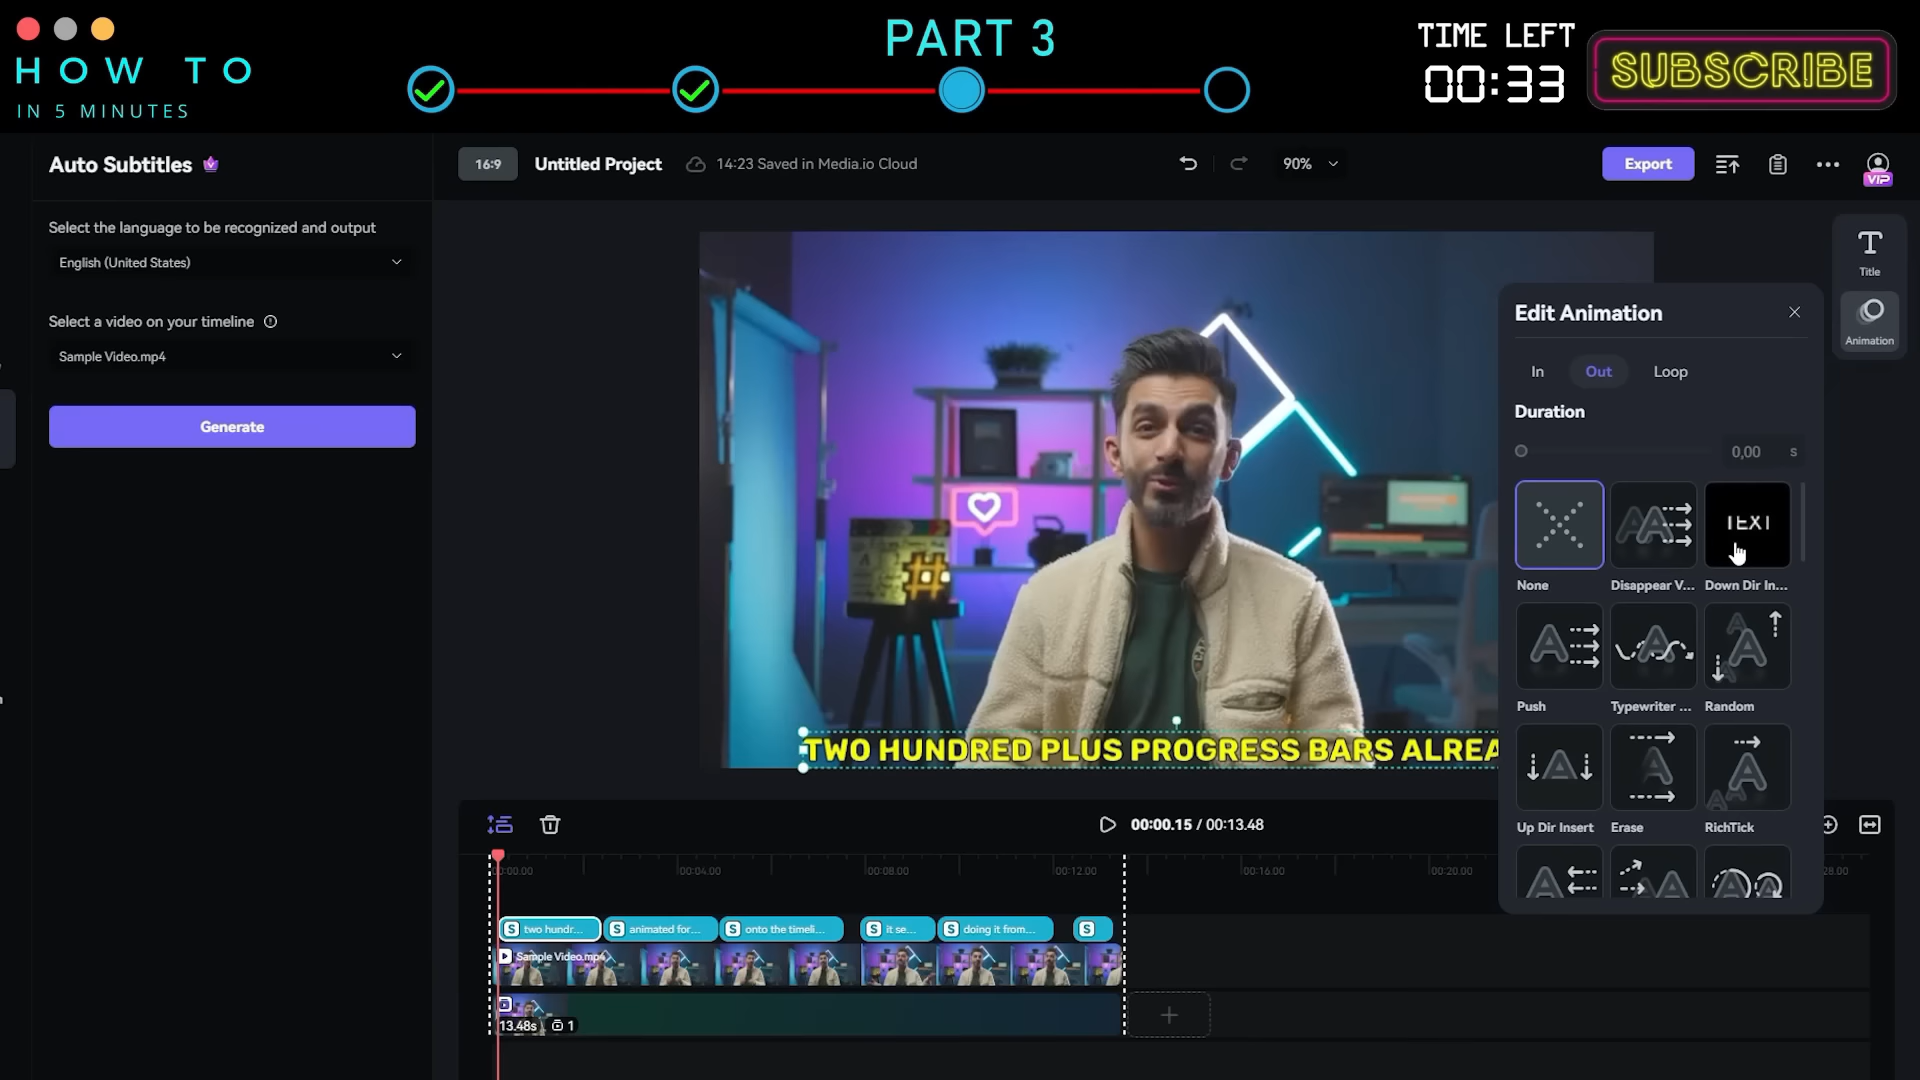 HOW TO
IN 5 MINUTES
PART 3
TIME LEFT
00:33
SUBSCRIBE
Auto Subtitles
Select the language to be recognized and output
English (United States)
Select a video on your timeline
Sample Video.mp4
Generate
16:9
Untitled Project
14:23 Saved in Media.io Cloud
90%
Export
VIP
Title
Animation
Edit Animation
In
Out
Loop
Duration
0,00 s
TEXT
None
Disappear V...
Down Dir In...
Push
Typewriter ...
Random
Up Dir Insert
Erase
RichTick
TWO HUNDRED PLUS PROGRESS BARS ALREA
00:00.15 / 00:13.48
00:00.00
00:04.00
00:08.00
00:12.00
00:16.00
00:20.00
28.00
S two hundr...
S animated for...
S onto the timeli...
S it se...
S doing it from...
S
Sample Video.mp4
13.48s
1